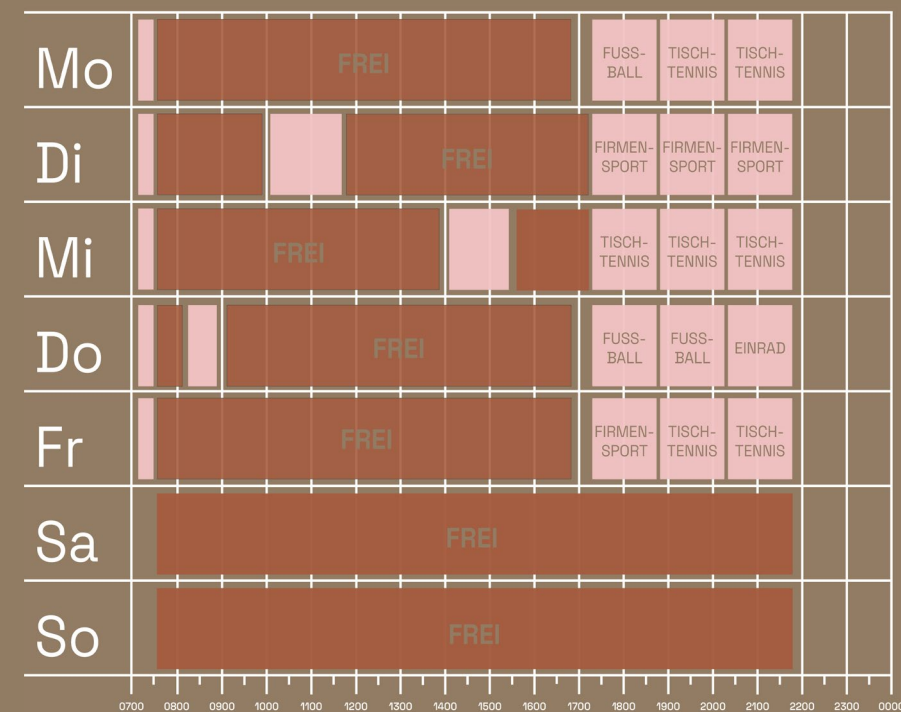 Mo
FREI
FUSS-
BALL
TISCH-
TENNIS
TISCH-
TENNIS
Di
FREI
FIRMEN-
SPORT
FIRMEN-
SPORT
FIRMEN-
SPORT
Mi
FREI
TISCH-
TENNIS
TISCH-
TENNIS
TISCH-
TENNIS
Do
FREI
FUSS-
BALL
FUSS-
BALL
EINRAD
Fr
FREI
FIRMEN-
SPORT
TISCH-
TENNIS
TISCH-
TENNIS
Sa
FREI
So
FREI
0700 0800 0900 1000 1100 1200 1300 1400 1500 1600 1700 1800 1900 2000 2100 2200 2300 0000